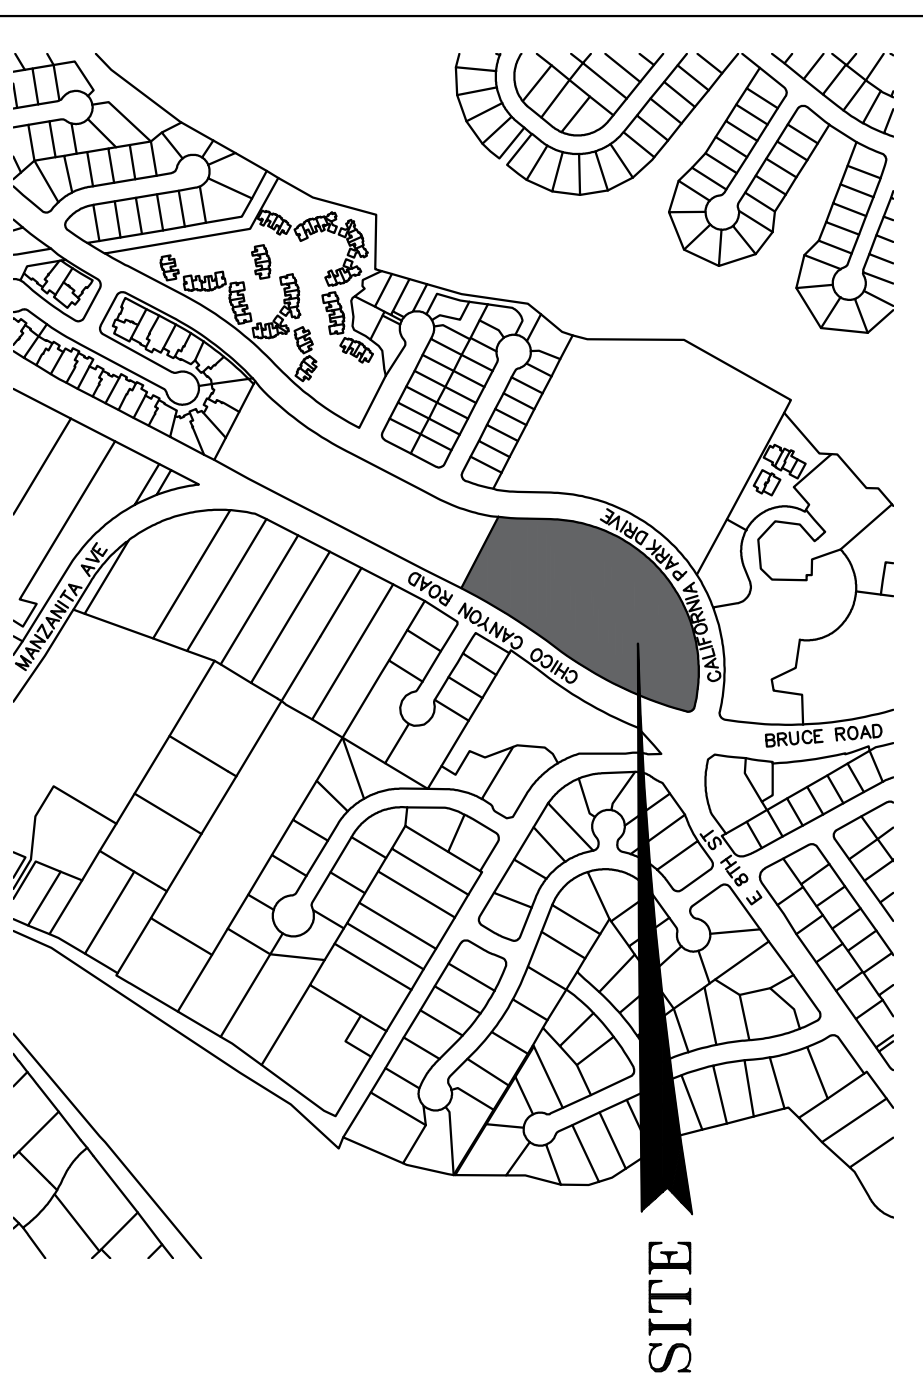 CALIFORNIA PARK DRIVE
MANZANITA AVE
CHICO CANYON ROAD
BRUCE ROAD
E 8TH ST
SITE